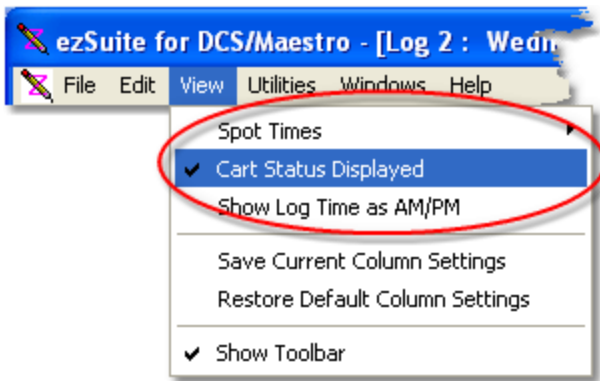 ezSuite for DCS/Maestro - [Log 2 :
File Edit View Utilities Windows Help
Spot Times
Cart Status Displayed
Show Log Time as AM/PM
Save Current Column Settings
Restore Default Column Settings
Show Toolbar